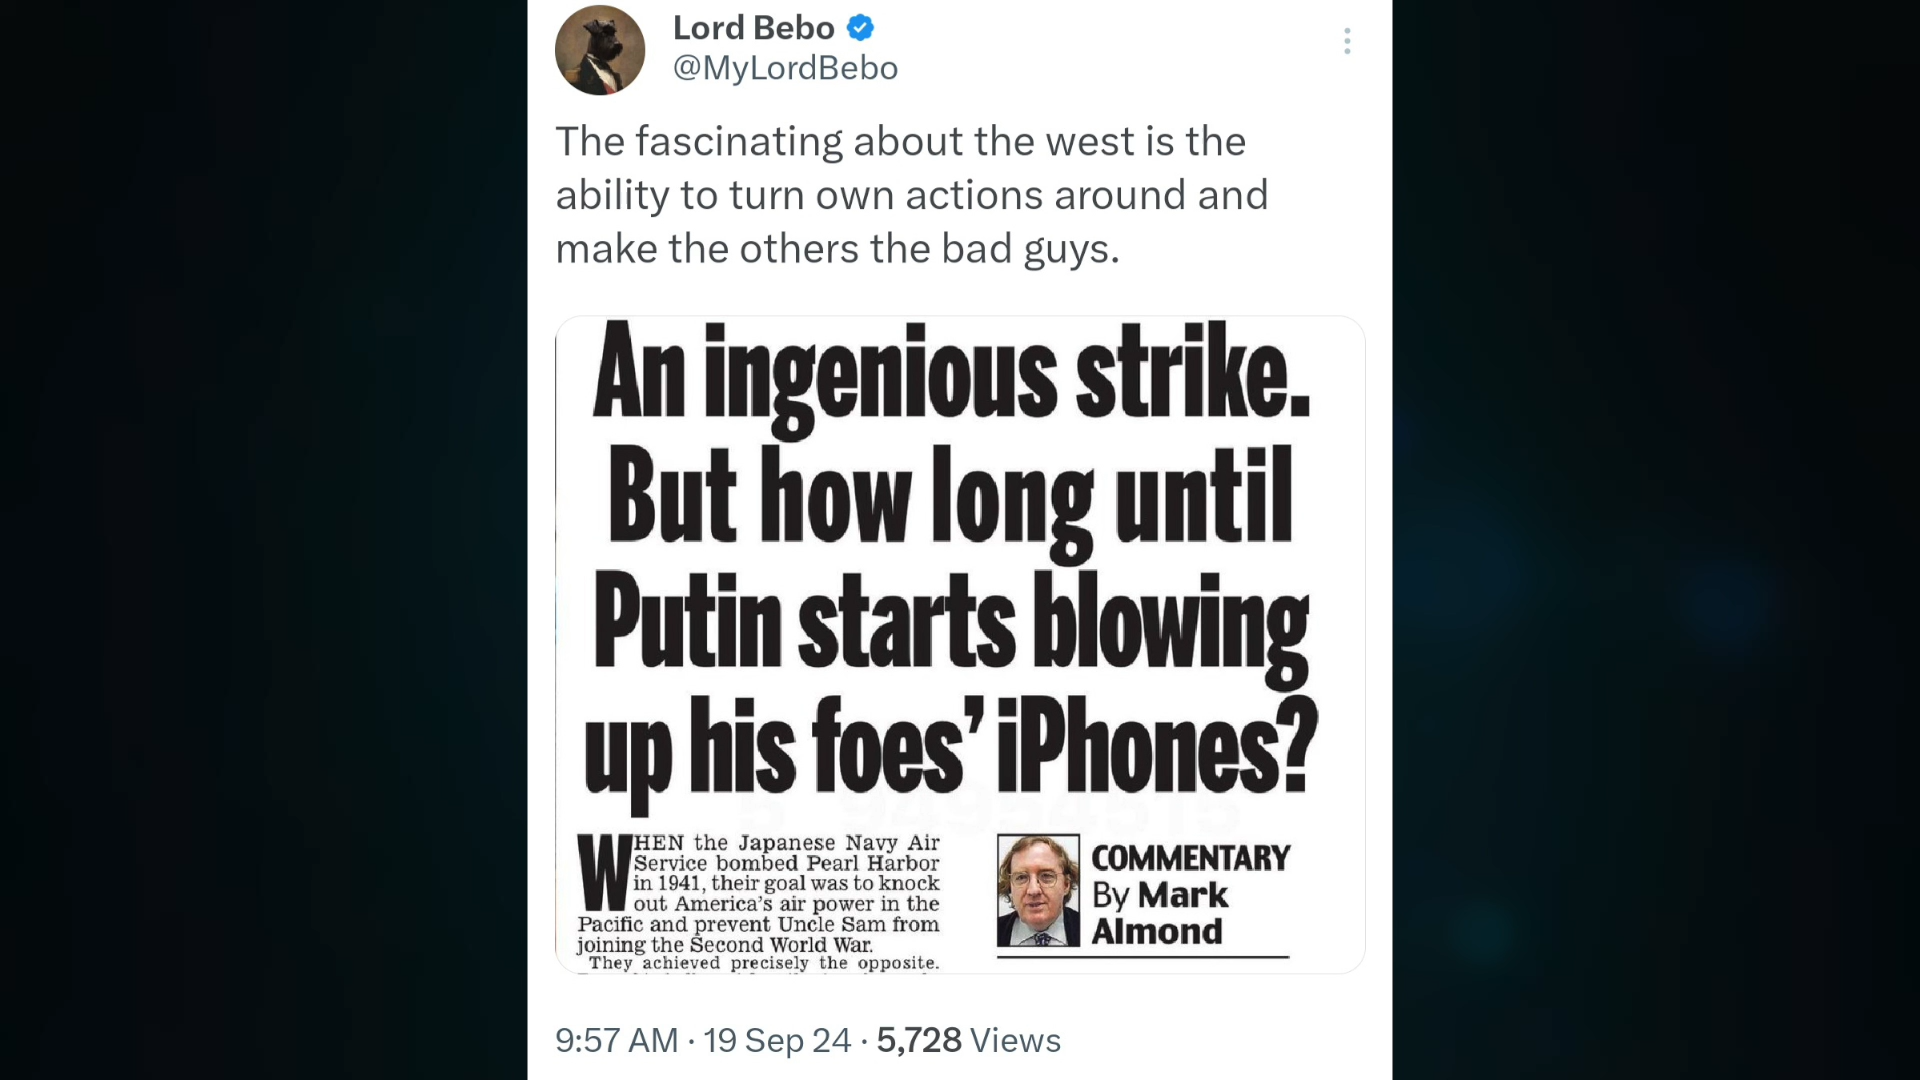 Lord Bebo
@MyLordBebo
The fascinating about the west is the
ability to turn own actions around and
make the others the bad guys.
An ingenious strike.
But how long until
Putin starts blowing
up his foes’ iPhones?
WHEN the Japanese Navy Air
Service bombed Pearl Harbor
in 1941, their goal was to knock
out America’s air power in the
Pacific and prevent Uncle Sam from
joining the Second World War.
They achieved precisely the opposite.
COMMENTARY
By Mark
Almond
9:57 AM · 19 Sep 24 · 5,728 Views